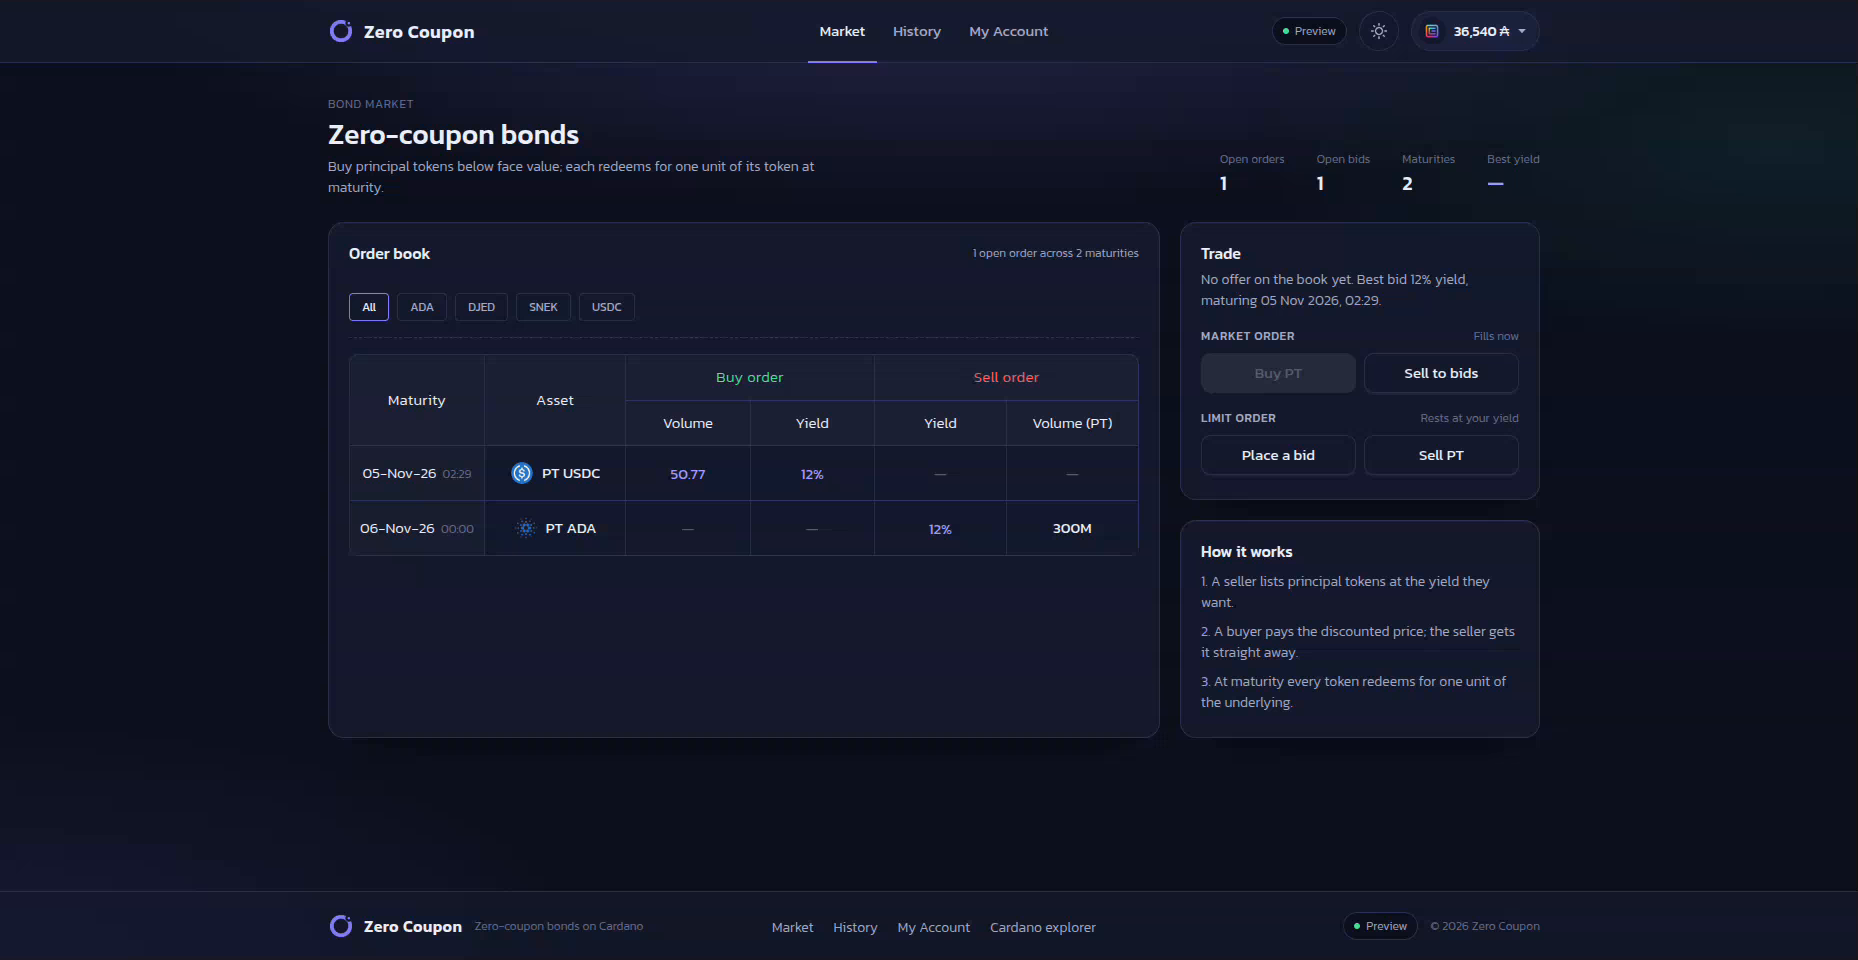 Zero Coupon
Market History My Account
Preview
36,540 ₳
BOND MARKET
Zero-coupon bonds
Buy principal tokens below face value; each redeems for one unit of its token at
maturity.
Open orders Open bids Maturities Best yield
1 1 2 —
Order book
1 open order across 2 maturities
All ADA DJED SNEK USDC
Maturity Asset Buy order Sell order
Volume Yield Yield Volume (PT)
05-Nov-26 02:29 PT USDC 50.77 12% — —
06-Nov-26 00:00 PT ADA — — 12% 300M
Trade
No offer on the book yet. Best bid 12% yield,
maturing 05 Nov 2026, 02:29.
MARKET ORDER Fills now
Buy PT Sell to bids
LIMIT ORDER Rests at your yield
Place a bid Sell PT
How it works
1. A seller lists principal tokens at the yield they
want.
2. A buyer pays the discounted price; the seller gets
it straight away.
3. At maturity every token redeems for one unit of
the underlying.
Zero Coupon Zero-coupon bonds on Cardano
Market History My Account Cardano explorer
Preview © 2026 Zero Coupon